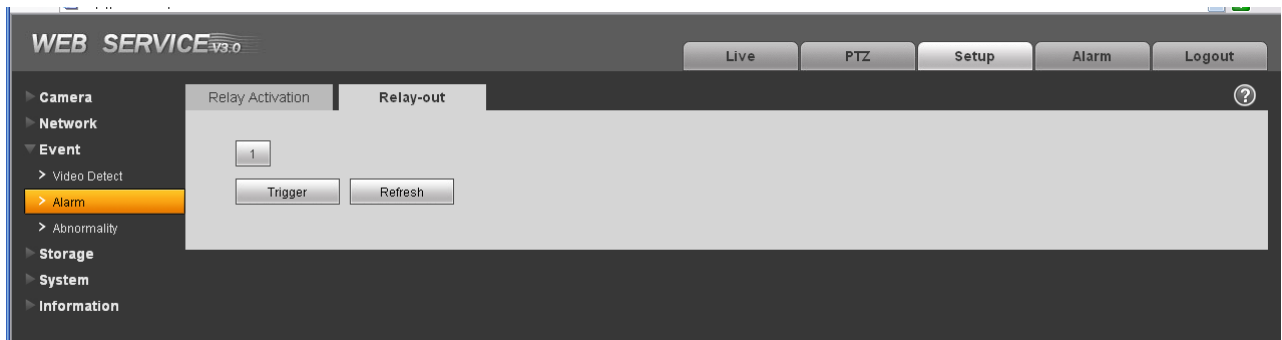 WEB SERVICE V3.0
Live PTZ Setup Alarm Logout
Camera
Network
Event
> Video Detect
> Alarm
> Abnormality
Storage
System
Information
Relay Activation Relay-out ?
1
Trigger Refresh